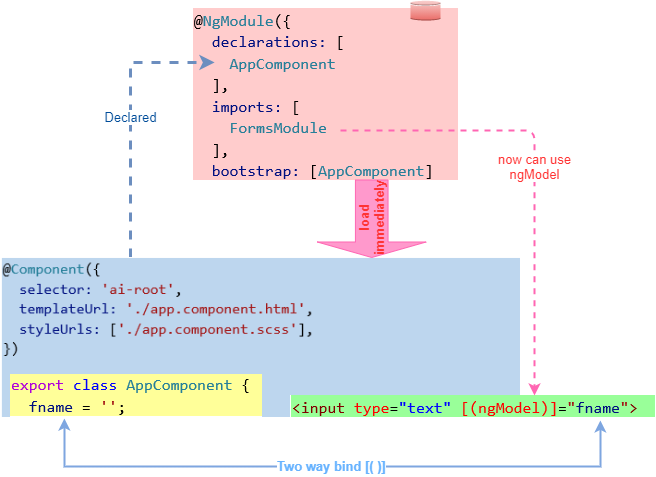 @NgModule({
declarations: [
AppComponent
],
imports: [
FormsModule
],
bootstrap: [AppComponent]
Declared
now can use
ngModel
load
immediately
@Component({
selector: 'ai-root',
templateUrl: './app.component.html',
styleUrls: ['./app.component.scss'],
})
export class AppComponent {
fname = '';
<input type="text" [(ngModel)]="fname">
Two way bind [( )]